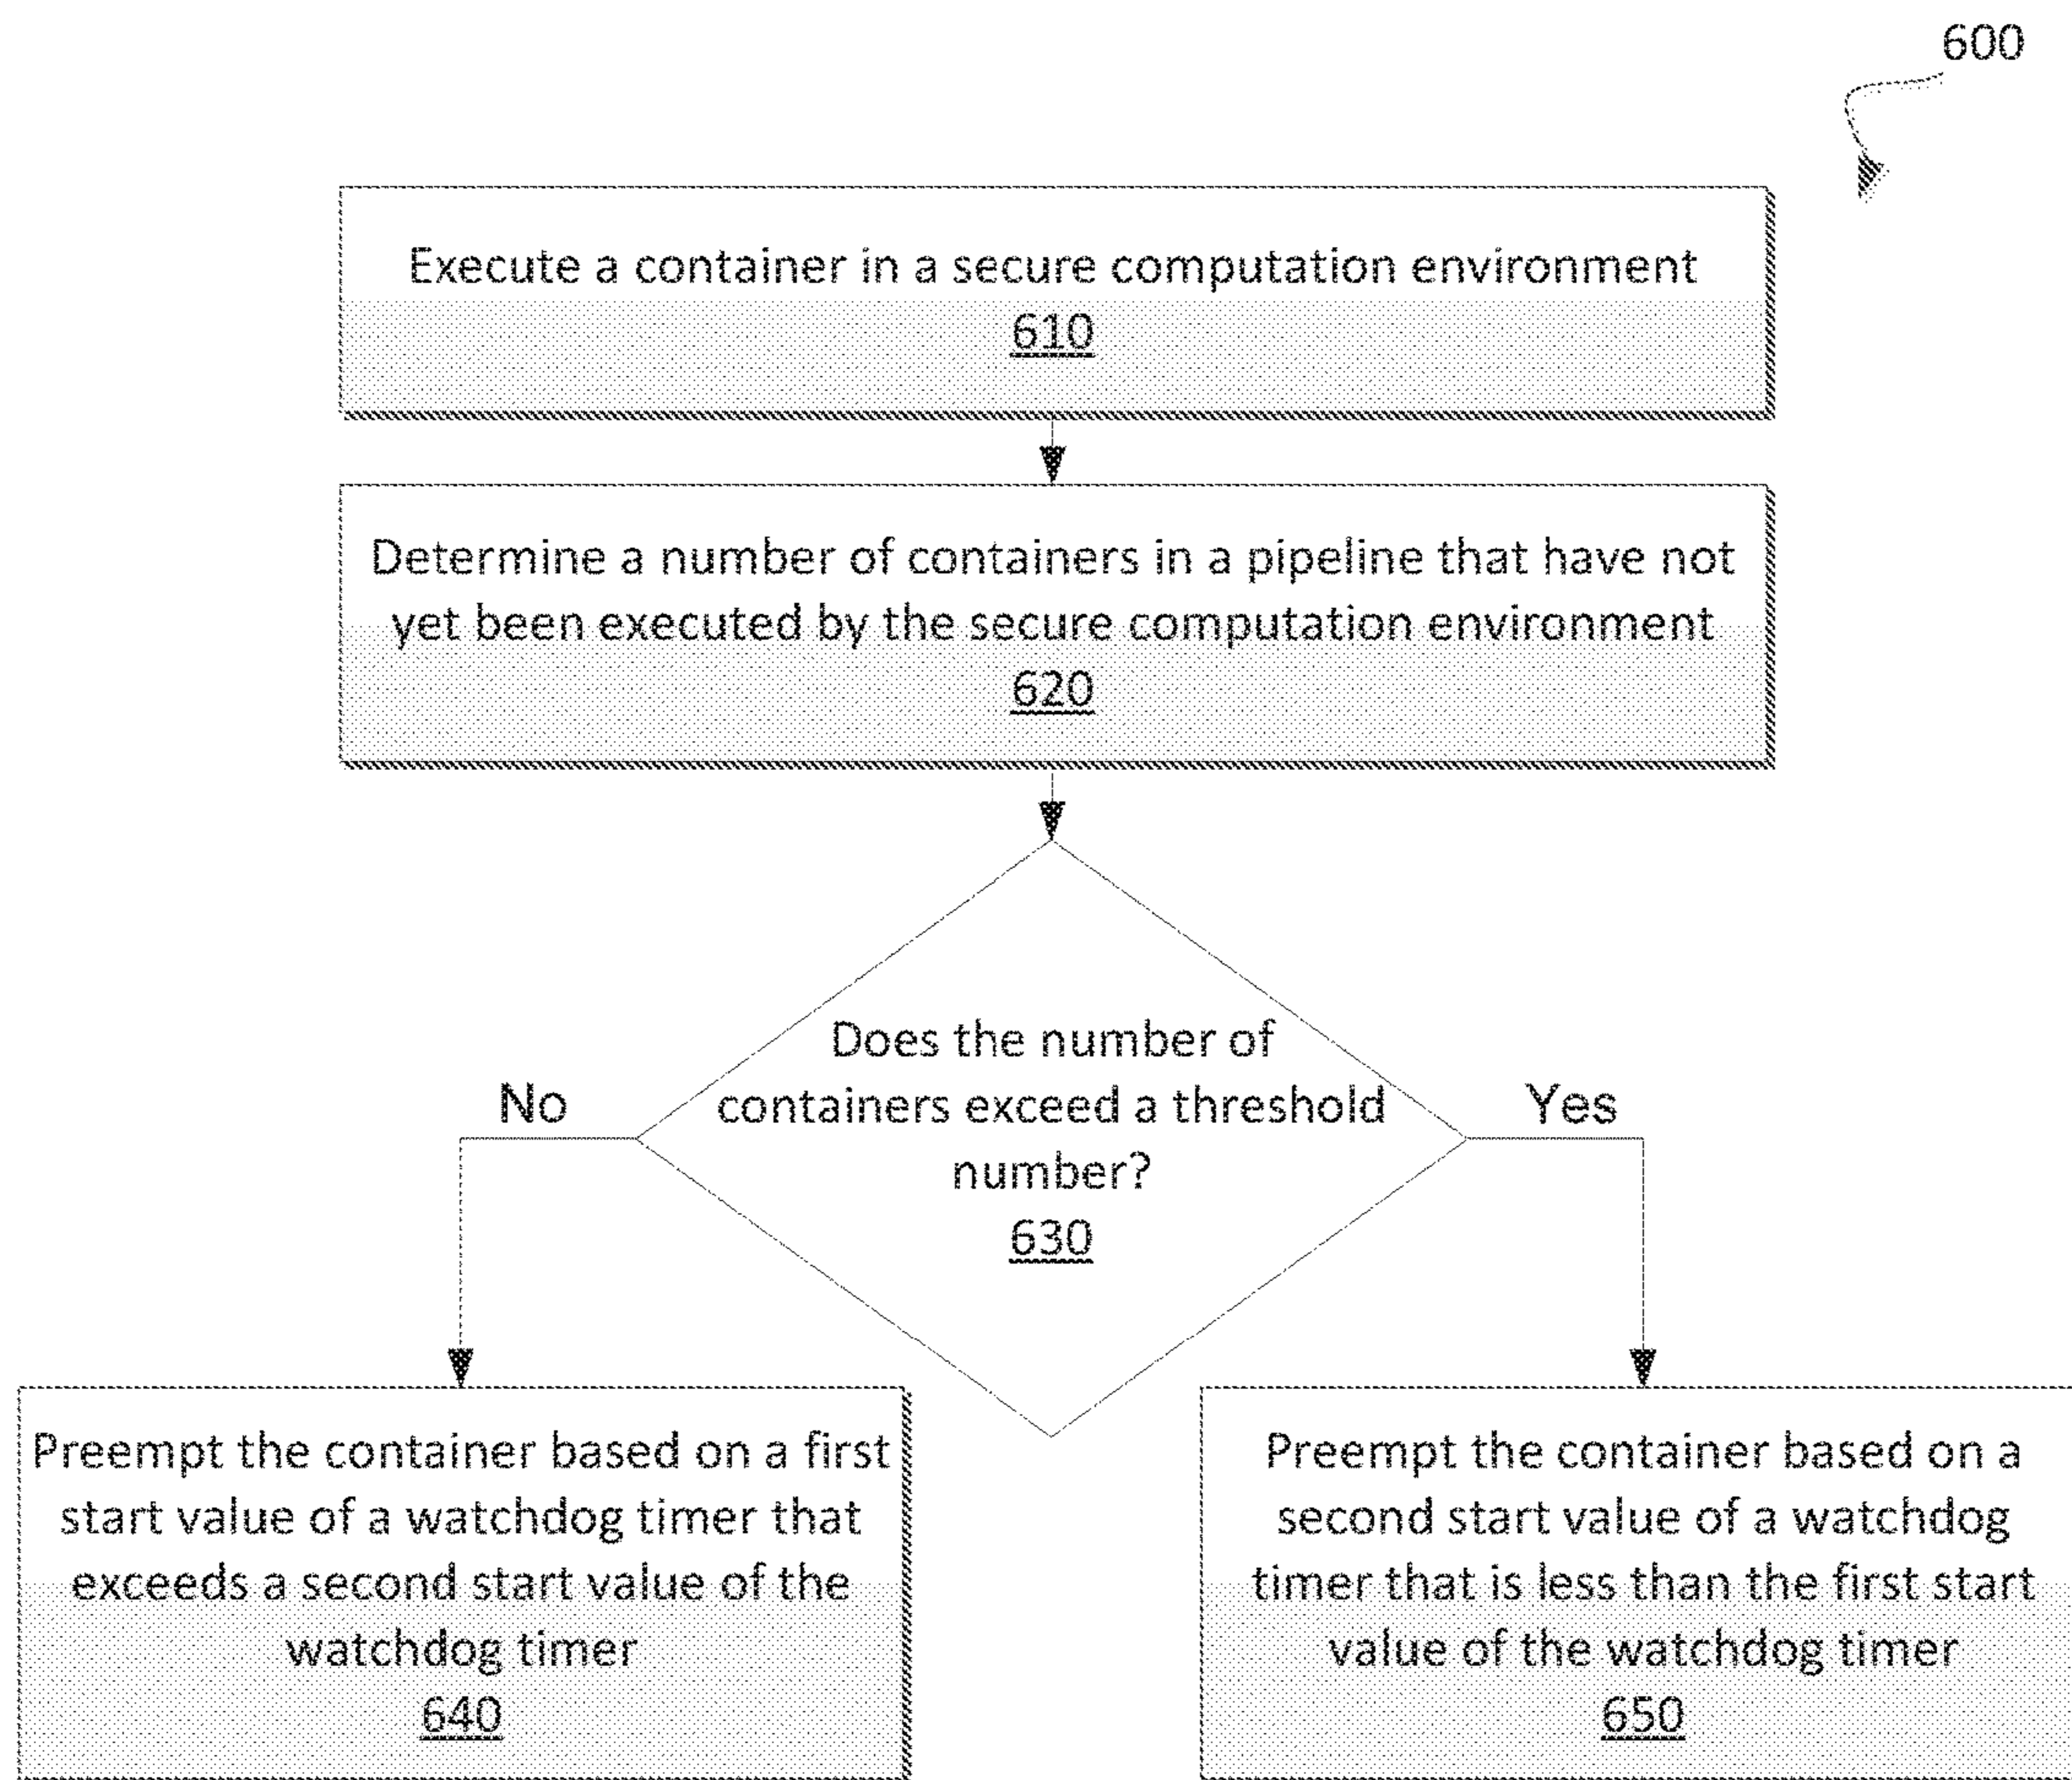 600
Execute a container in a secure computation environment
610
Determine a number of containers in a pipeline that have not
yet been executed by the secure computation environment
620
Does the number of
containers exceed a threshold
number?
630
No
Yes
Preempt the container based on a first
start value of a watchdog timer that
exceeds a second start value of the
watchdog timer
640
Preempt the container based on a
second start value of a watchdog
timer that is less than the first start
value of the watchdog timer
650